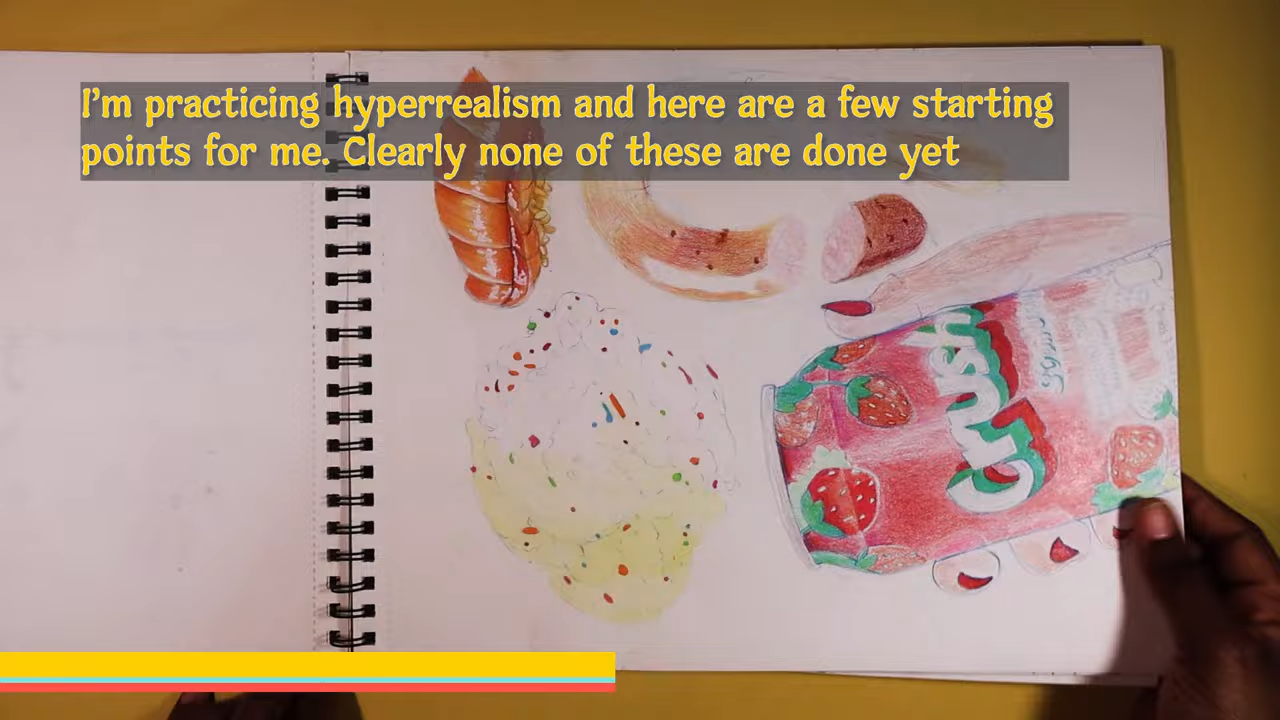 I'm practicing hyperrealism and here are a few starting
points for me. Clearly none of these are done yet
Crush